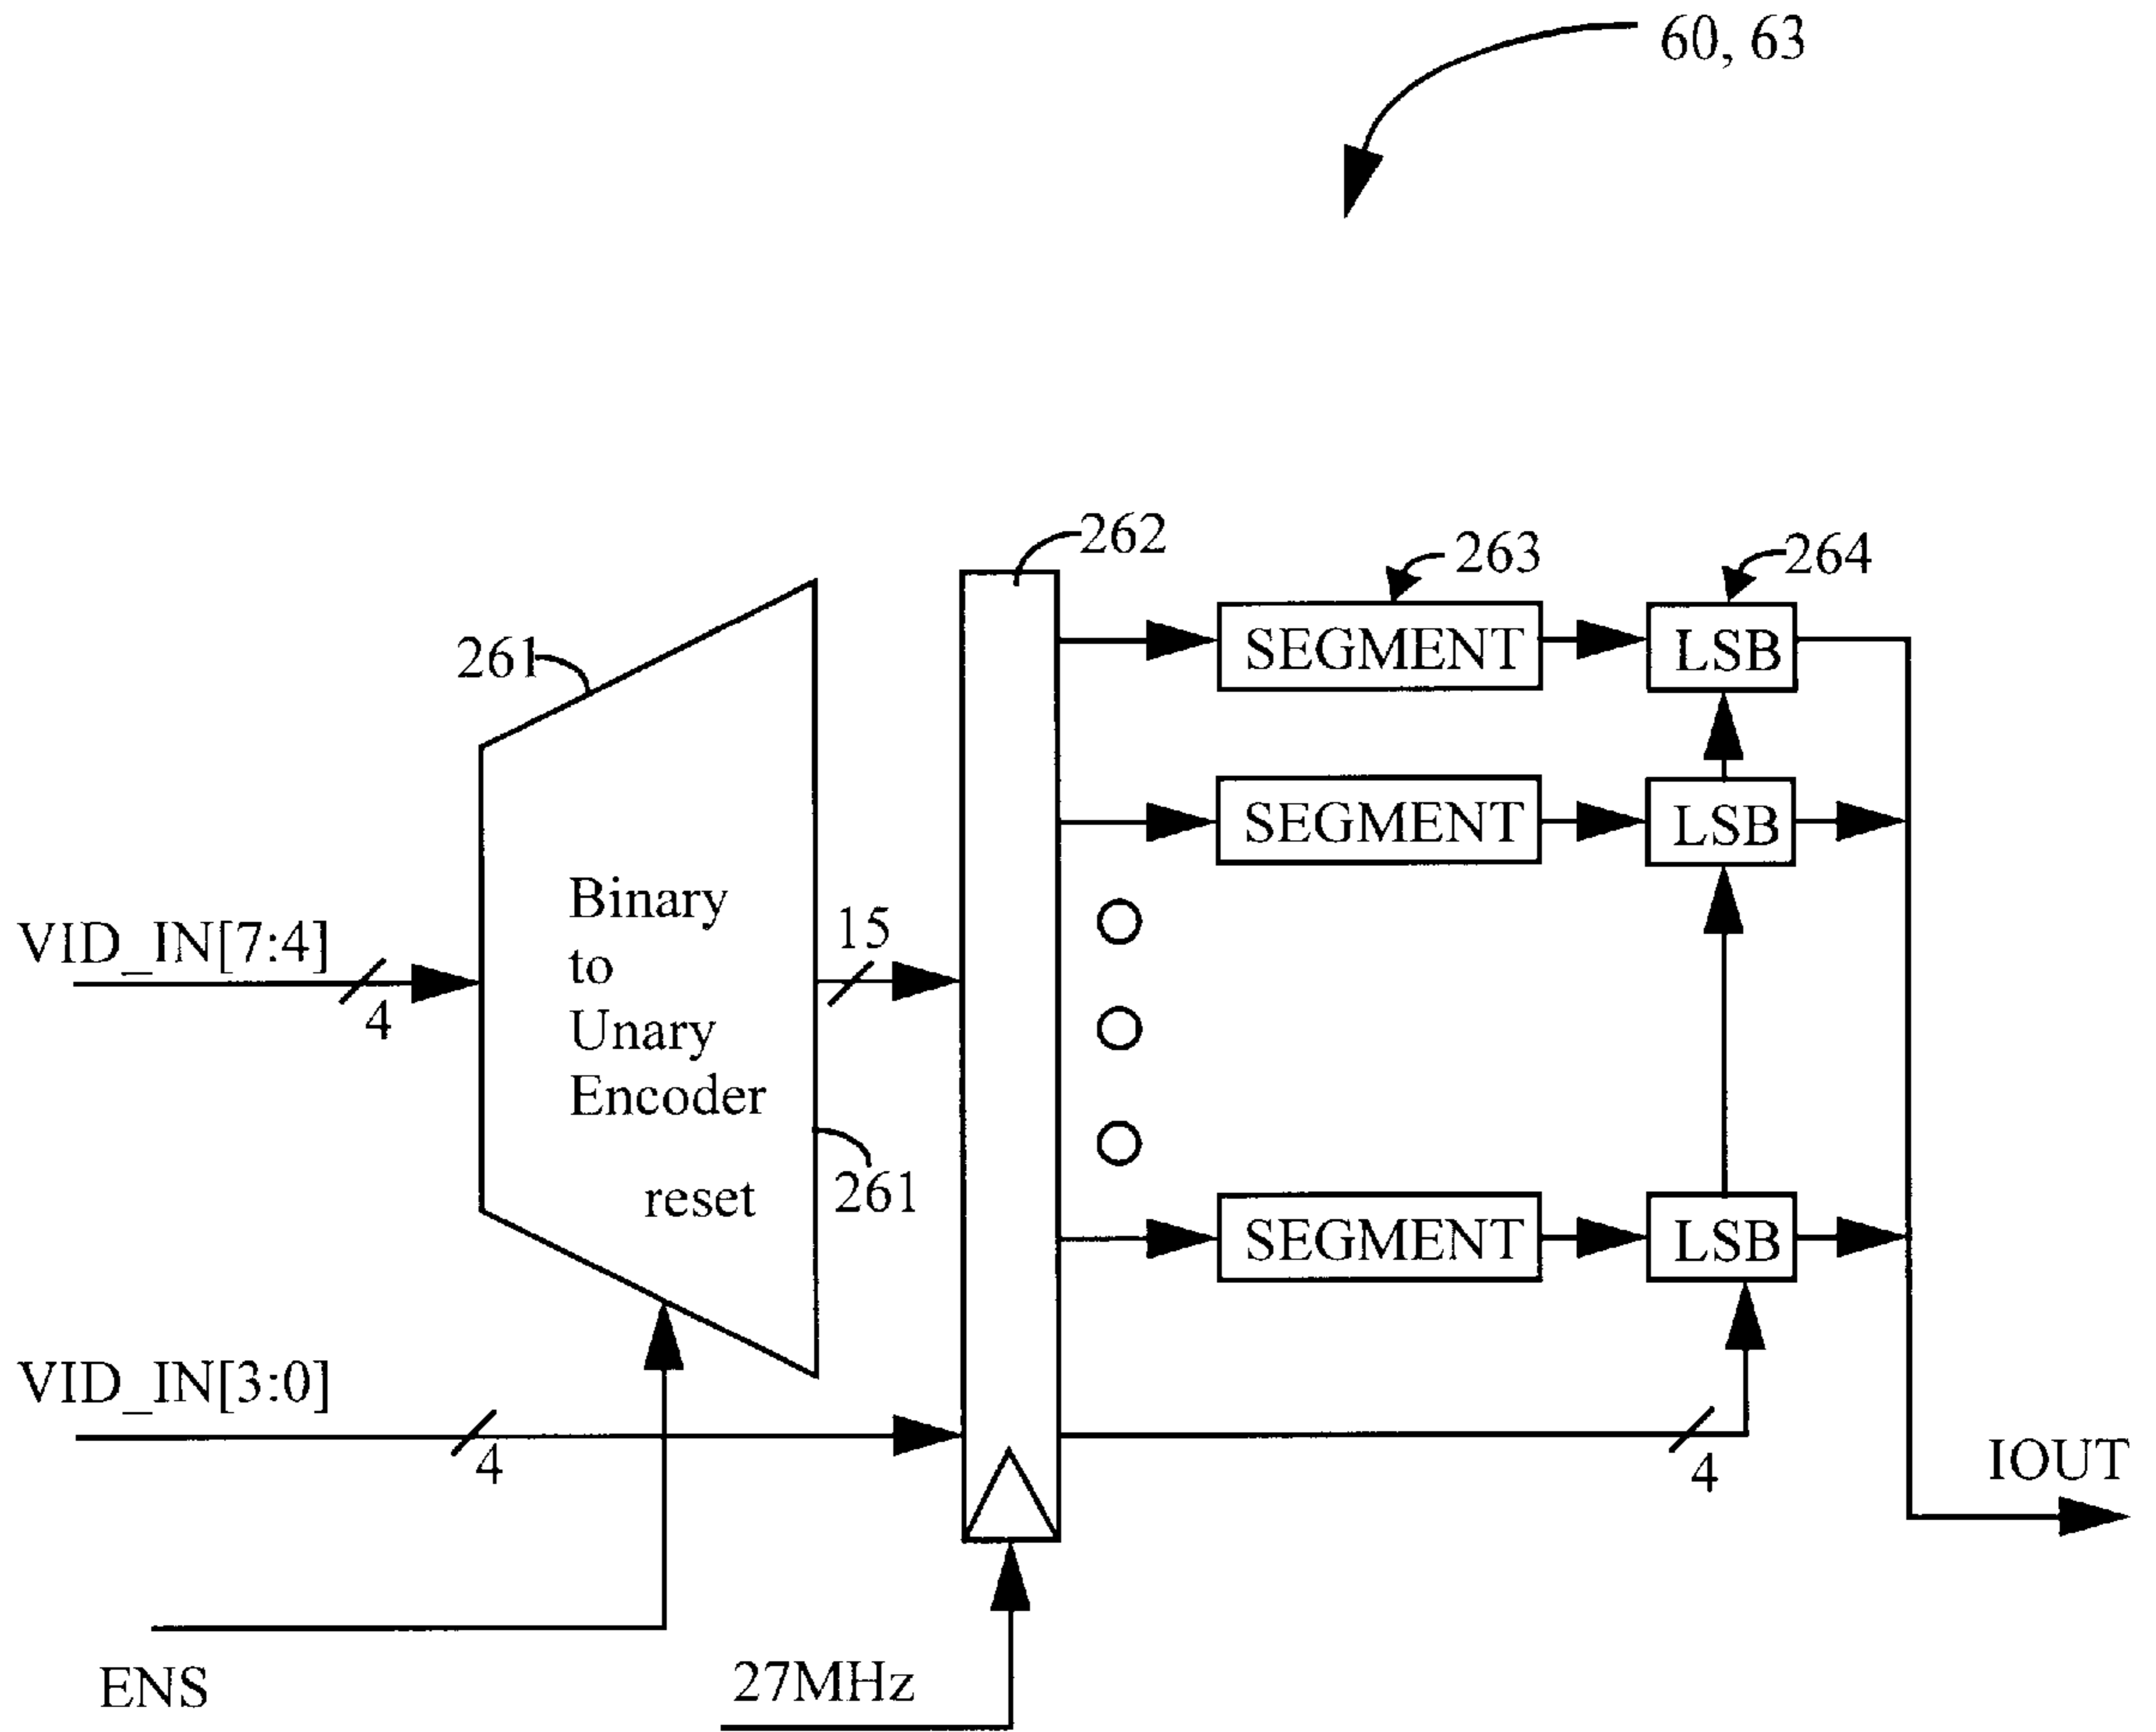 60, 63
262
263
264
261
SEGMENT
LSB
SEGMENT
LSB
Binary
to
Unary
Encoder
reset
VID_IN[7:4]
4
15
261
SEGMENT
LSB
VID_IN[3:0]
4
4
IOUT
ENS
27MHz